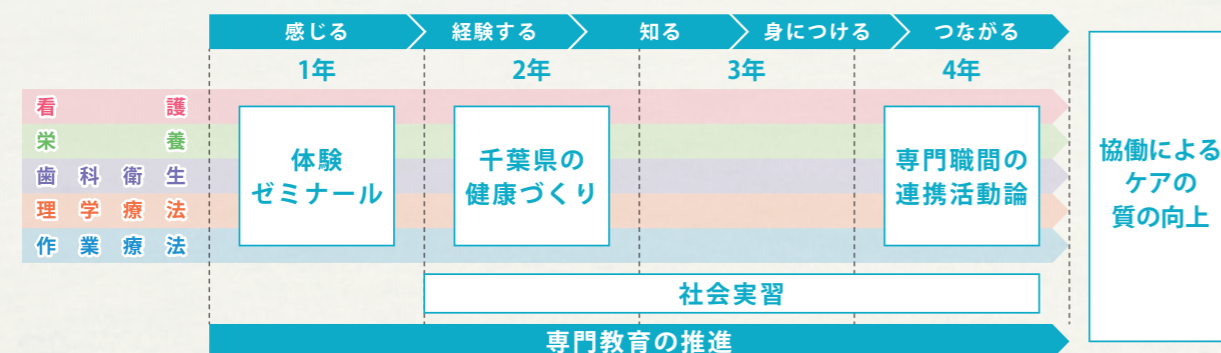 感じる
経験する
知る
身につける
つながる
1年
2年
3年
4年
看護
栄養
歯科衛生
理学療法
作業療法
体験
ゼミナール
千葉県の
健康づくり
専門職間の
連携活動論
社会実習
専門教育の推進
協働による
ケアの
質の向上